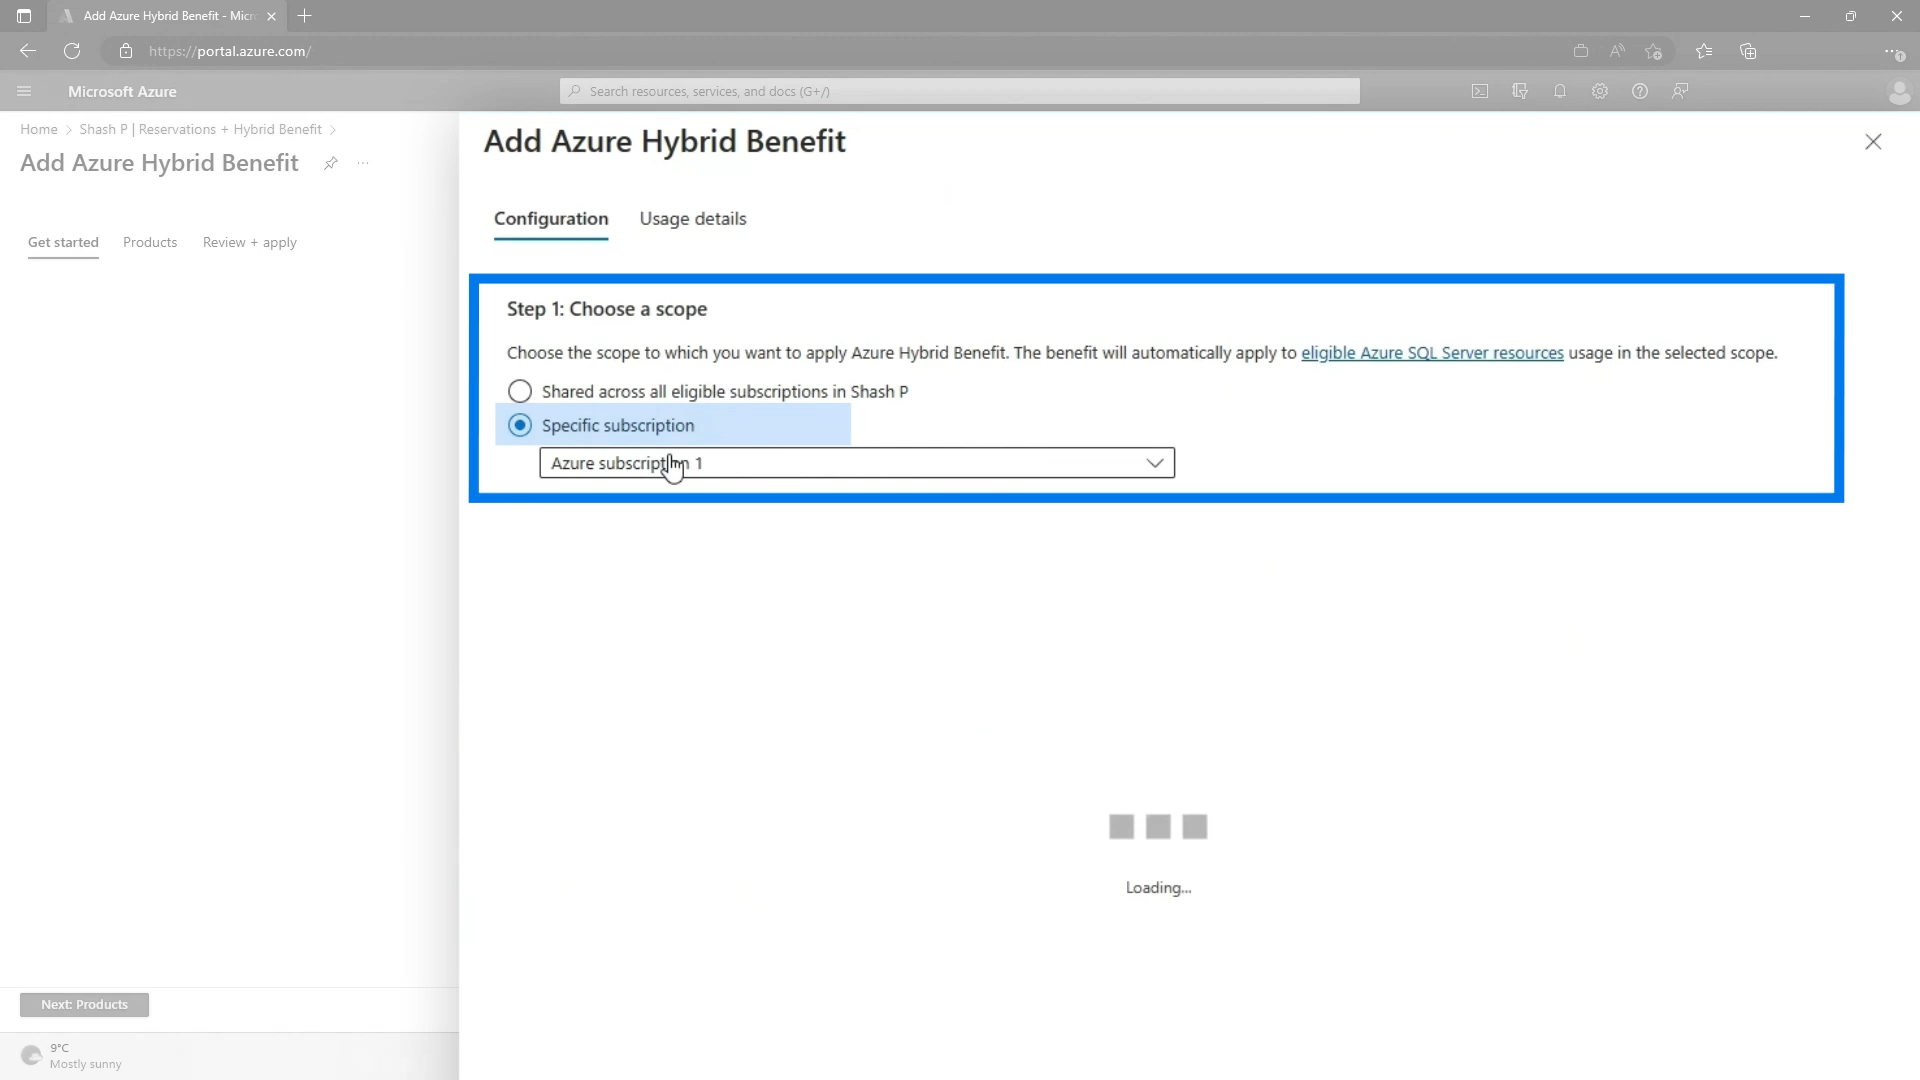 Add Azure Hybrid Benefit - Micr
https://portal.azure.com/
Microsoft Azure
Search resources, services, and docs (G+/)
Home > Shash P | Reservations + Hybrid Benefit >
Add Azure Hybrid Benefit
Get started
Products
Review + apply
Add Azure Hybrid Benefit
Configuration
Usage details
Step 1: Choose a scope
Choose the scope to which you want to apply Azure Hybrid Benefit. The benefit will automatically apply to eligible Azure SQL Server resources usage in the selected scope.
Shared across all eligible subscriptions in Shash P
Specific subscription
Azure subscription 1
Loading...
Next: Products
9°C
Mostly sunny